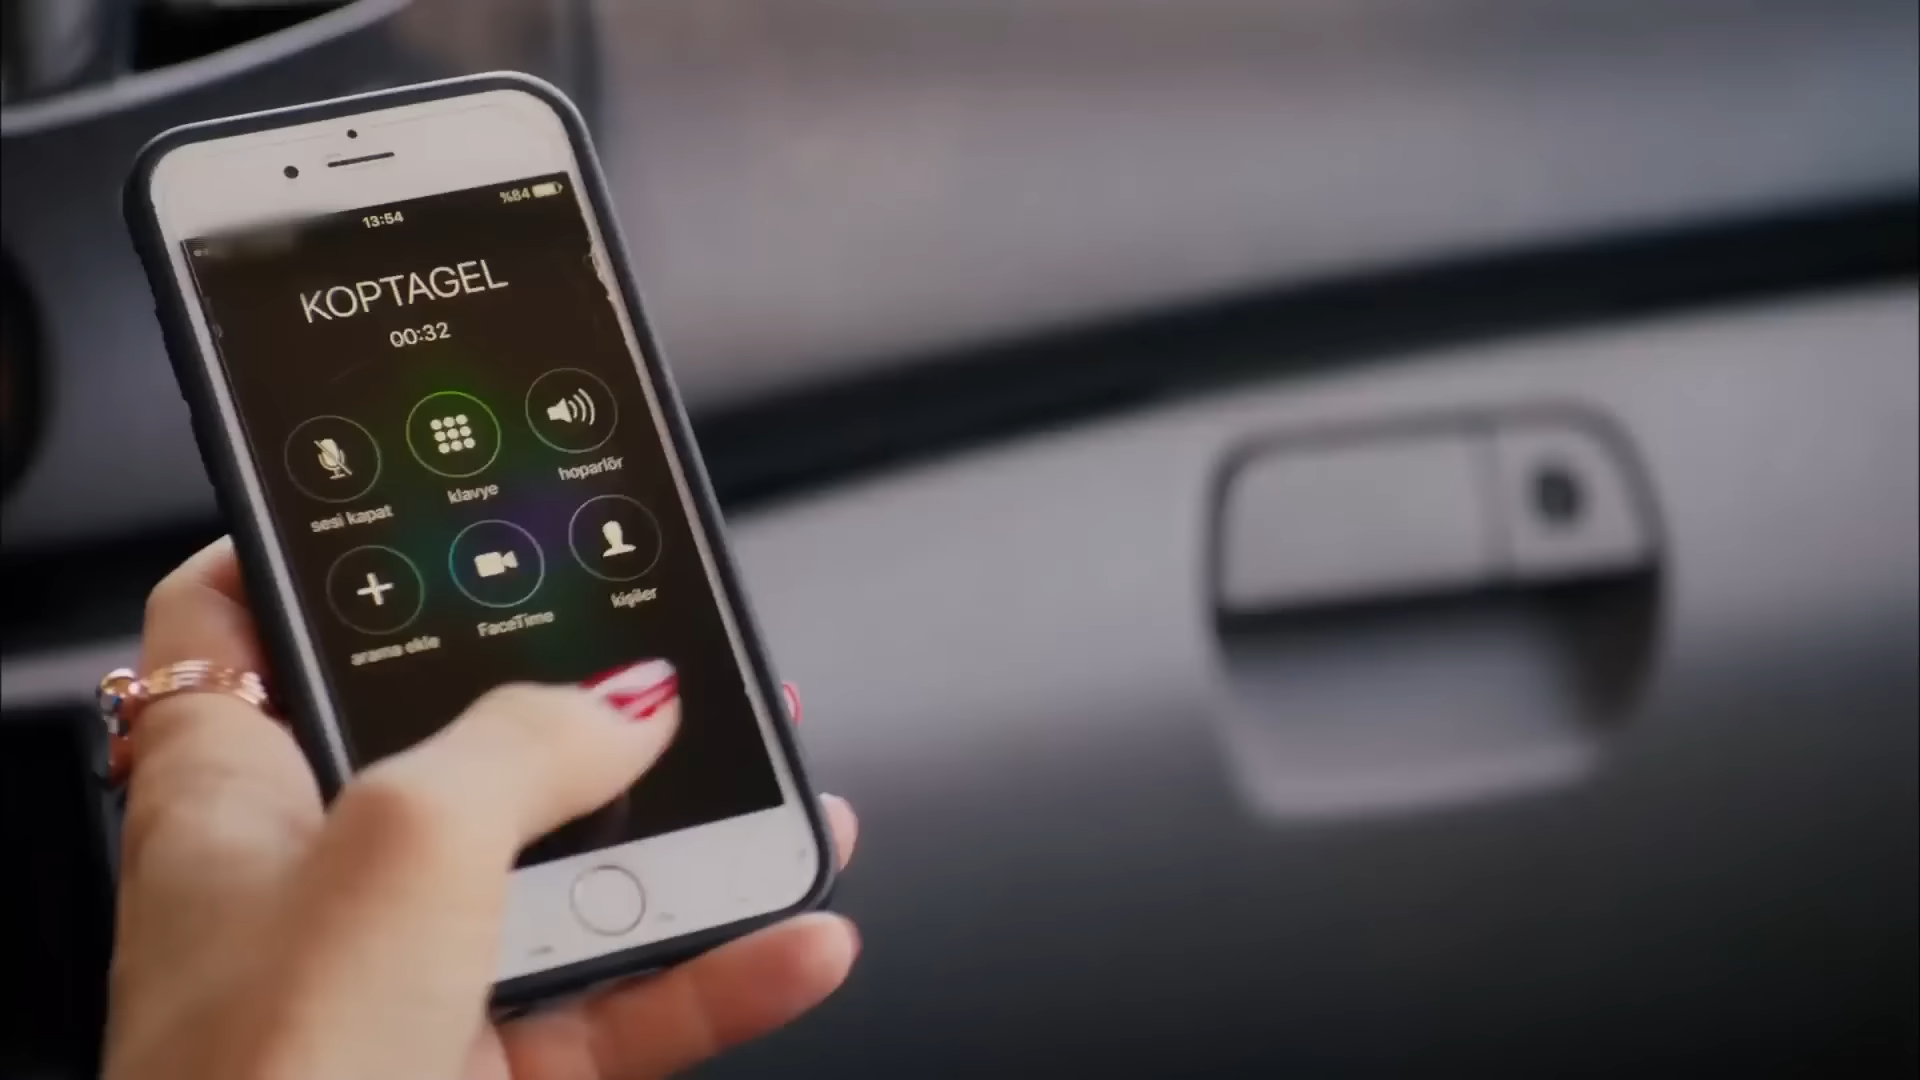 %84
13:54
KOPTAGEL
00:32
sesi kapat
klavye
hoparlör
arama ekle
FaceTime
kişiler